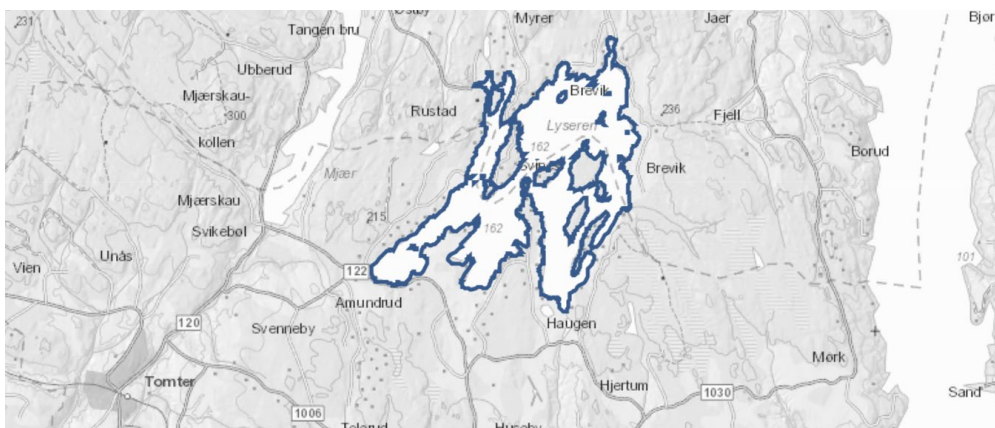 231
Østby
Myrer
Jaer
Bjør
Tangen bru
Ubberud
Mjærskau-
300
kollen
Rustad
Brevik
236
Fjell
Lyseren
162
Mjær
Brevik
Borud
Mjærskau
215
Svikebøl
162
Vien
Unås
122
101
Amundrud
120
Svenneby
Haugen
Mørk
Tomter
Hjertum
1030
Sand
1006
Huseby